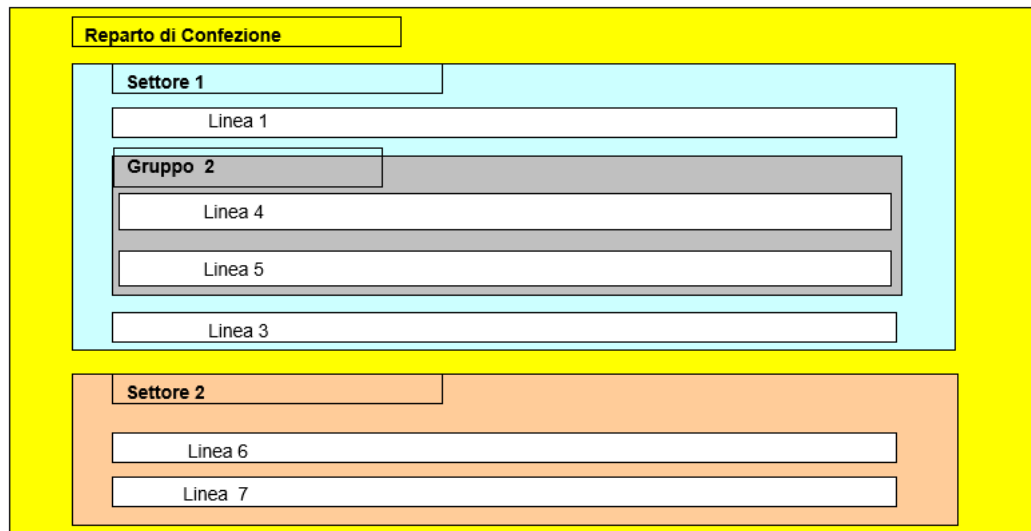 Reparto di Confezione
Settore 1
Linea 1
Gruppo 2
Linea 4
Linea 5
Linea 3
Settore 2
Linea 6
Linea 7